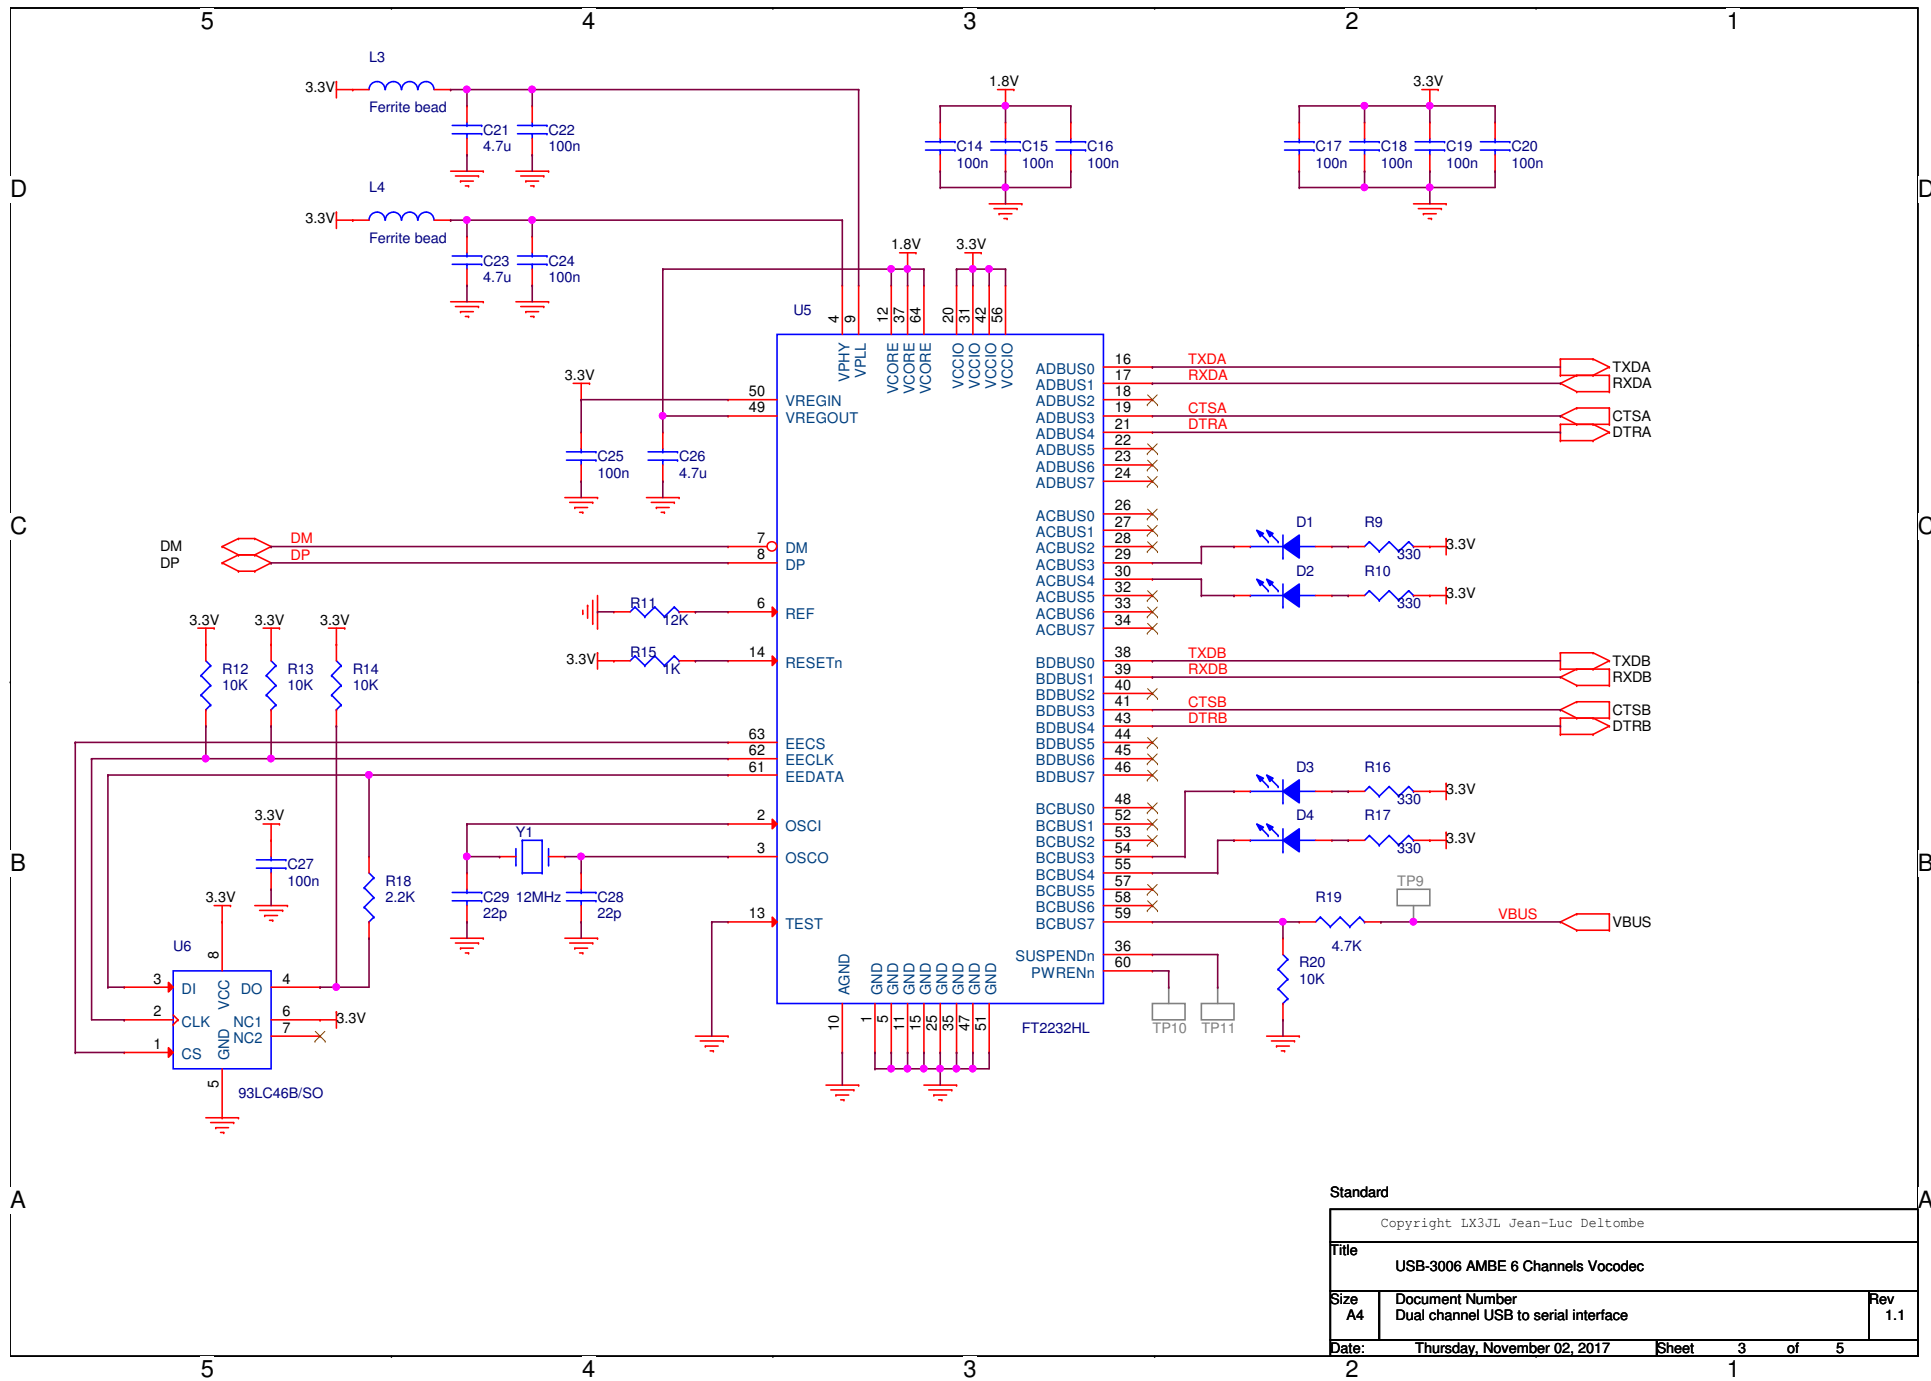 5 4 3 2 1
D
C
B
A
D
C
B
A
L3
3.3V
Ferrite bead
C21
4.7u
C22
100n
L4
3.3V
Ferrite bead
C23
4.7u
C24
100n
1.8V
C14
100n
C15
100n
C16
100n
3.3V
C17
100n
C18
100n
C19
100n
C20
100n
1.8V
3.3V
U5
4
9
12
37
64
20
31
42
56
VPHY
VPLL
VCORE
VCORE
VCORE
VCCIO
VCCIO
VCCIO
VCCIO
3.3V
50 VREGIN
49 VREGOUT
C25
100n
C26
4.7u
DM DM 7 DM
DP DP 8 DP
R11
12K
6 REF
3.3V
R15
1K
14 RESETn
3.3V
R12
10K
3.3V
R13
10K
3.3V
R14
10K
63 EECS
62 EECLK
61 EEDATA
2 OSCI
3 OSCO
Y1
12MHz
C29
22p
C28
22p
13 TEST
3.3V
C27
100n
R18
2.2K
3.3V
U6
8
VCC
3 DI
2 CLK
1 CS
DO 4
NC1 6
3.3V
NC2 7
GND
5
93LC46B/SO
ADBUS0 16 TXDA TXDA
ADBUS1 17 RXDA RXDA
ADBUS2 18
ADBUS3 19 CTSA CTSA
ADBUS4 21 DTRA DTRA
ADBUS5 22
ADBUS6 23
ADBUS7 24
ACBUS0 26
ACBUS1 27
ACBUS2 28
ACBUS3 29
ACBUS4 30
ACBUS5 32
ACBUS6 33
ACBUS7 34
D1
R9
330
3.3V
D2
R10
330
3.3V
BDBUS0 38 TXDB TXDB
BDBUS1 39 RXDB RXDB
BDBUS2 40
BDBUS3 41 CTSB CTSB
BDBUS4 43 DTRB DTRB
BDBUS5 44
BDBUS6 45
BDBUS7 46
BCBUS0 48
BCBUS1 52
BCBUS2 53
BCBUS3 54
BCBUS4 55
BCBUS5 57
BCBUS6 58
BCBUS7 59
D3
R16
330
3.3V
D4
R17
330
3.3V
TP9
R19
4.7K
VBUS VBUS
R20
10K
SUSPENDn 36
PWRENn 60
TP10
TP11
AGND
GND
GND
GND
GND
GND
GND
GND
GND
10
1
5
11
15
25
35
47
51
FT2232HL
Standard
Copyright LX3JL Jean-Luc Deltombe
Title
USB-3006 AMBE 6 Channels Vocodec
Size
A4
Document Number
Dual channel USB to serial interface
Rev
1.1
Date: Thursday, November 02, 2017 Sheet 3 of 5
5 4 3 2 1